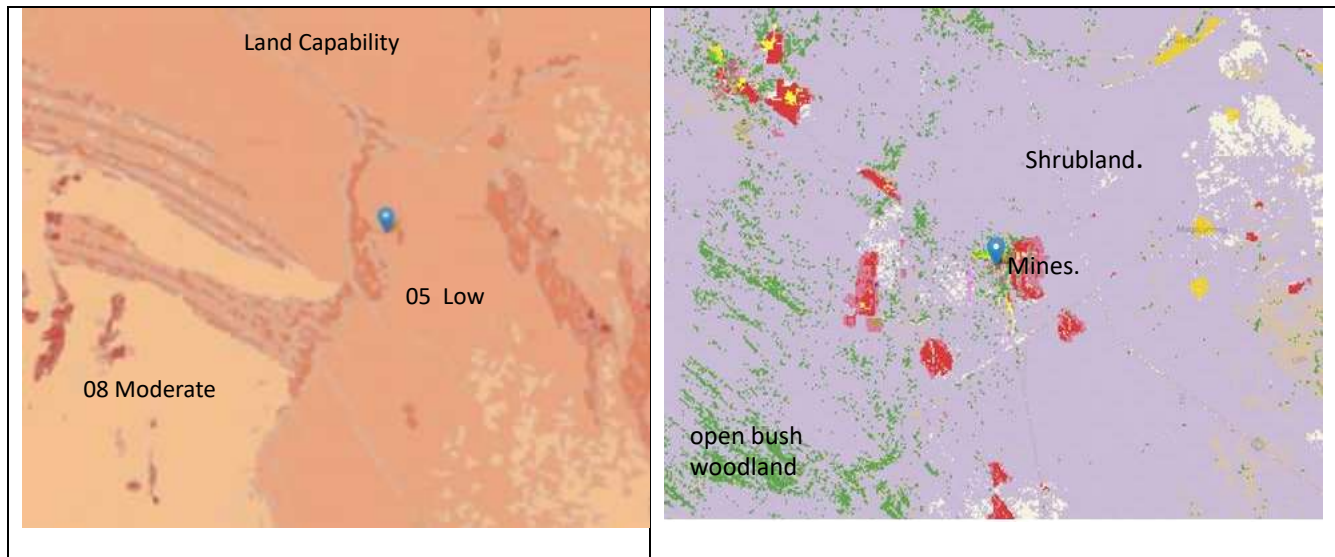 Land Capability
05 Low
08 Moderate
Shrubland.
Mines.
open bush
woodland